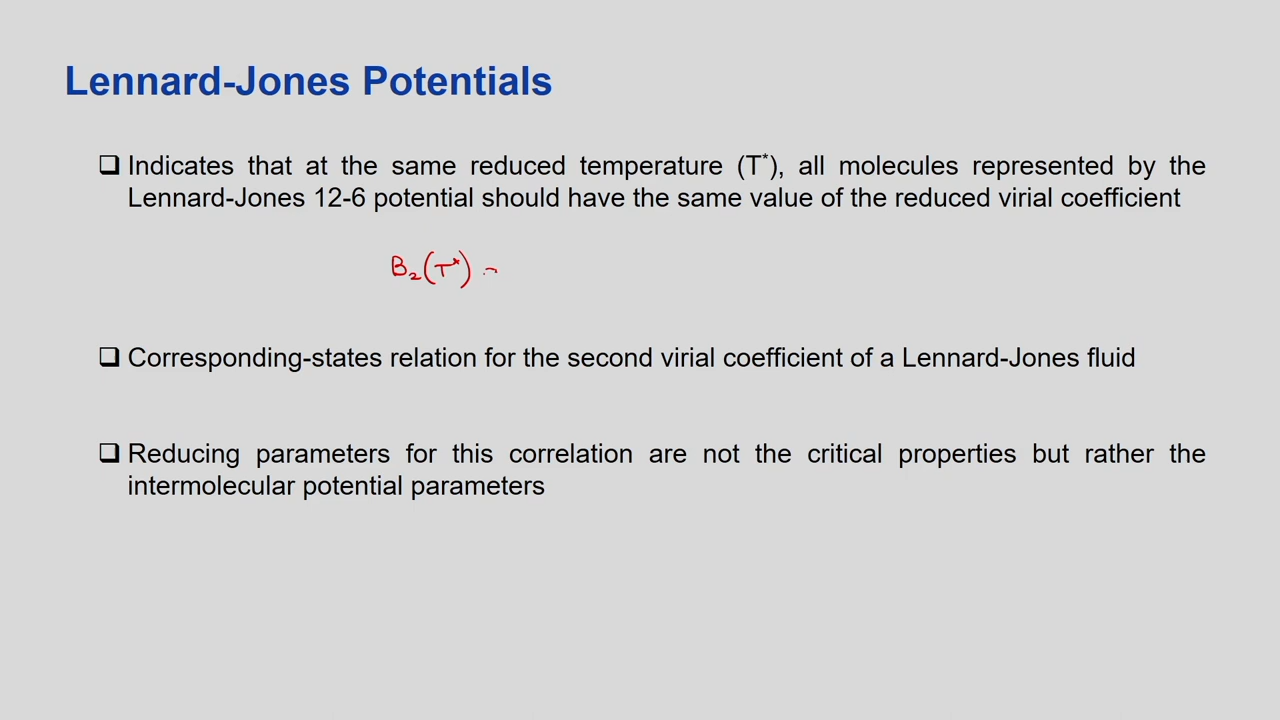 Lennard-Jones Potentials
❑ Indicates that at the same reduced temperature (T*), all molecules represented by the
Lennard-Jones 12-6 potential should have the same value of the reduced virial coefficient
B₂(T*)
❑ Corresponding-states relation for the second virial coefficient of a Lennard-Jones fluid
❑ Reducing parameters for this correlation are not the critical properties but rather the
intermolecular potential parameters